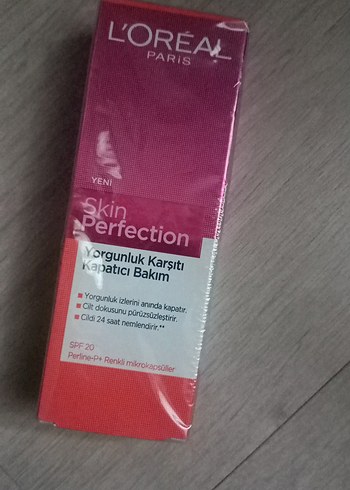 L'ORÉAL
PARIS
YENİ
Skin
Perfection
Yorgunluk Karşıtı
Kapatıcı Bakım
Yorgunluk izlerini anında kapatır.
Cilt dokusunu pürüzsüzleştirir.
Cildi 24 saat nemlendirir.**
SPF 20
Perline-P+ Renkli mikrokapsüller